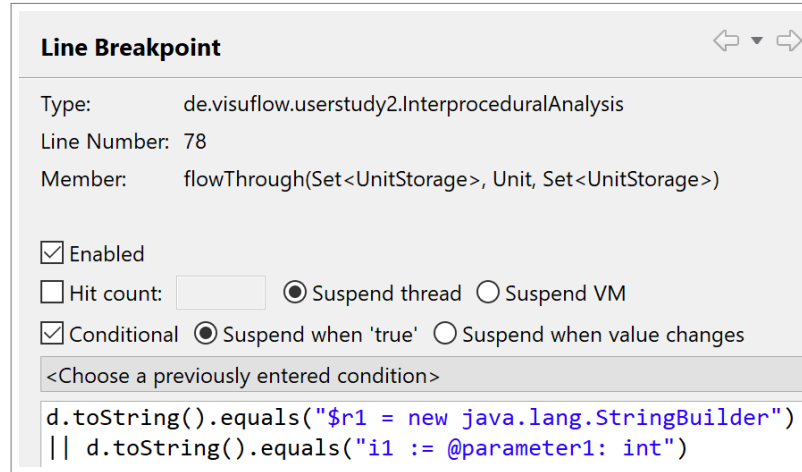 Line Breakpoint
Type: de.visuflow.userstudy2.InterproceduralAnalysis
Line Number: 78
Member: flowThrough(Set<UnitStorage>, Unit, Set<UnitStorage>)
Enabled
Hit count: Suspend thread Suspend VM
Conditional Suspend when 'true' Suspend when value changes
<Choose a previously entered condition>
d.toString().equals("$r1 = new java.lang.StringBuilder")
|| d.toString().equals("i1 := @parameter1: int")